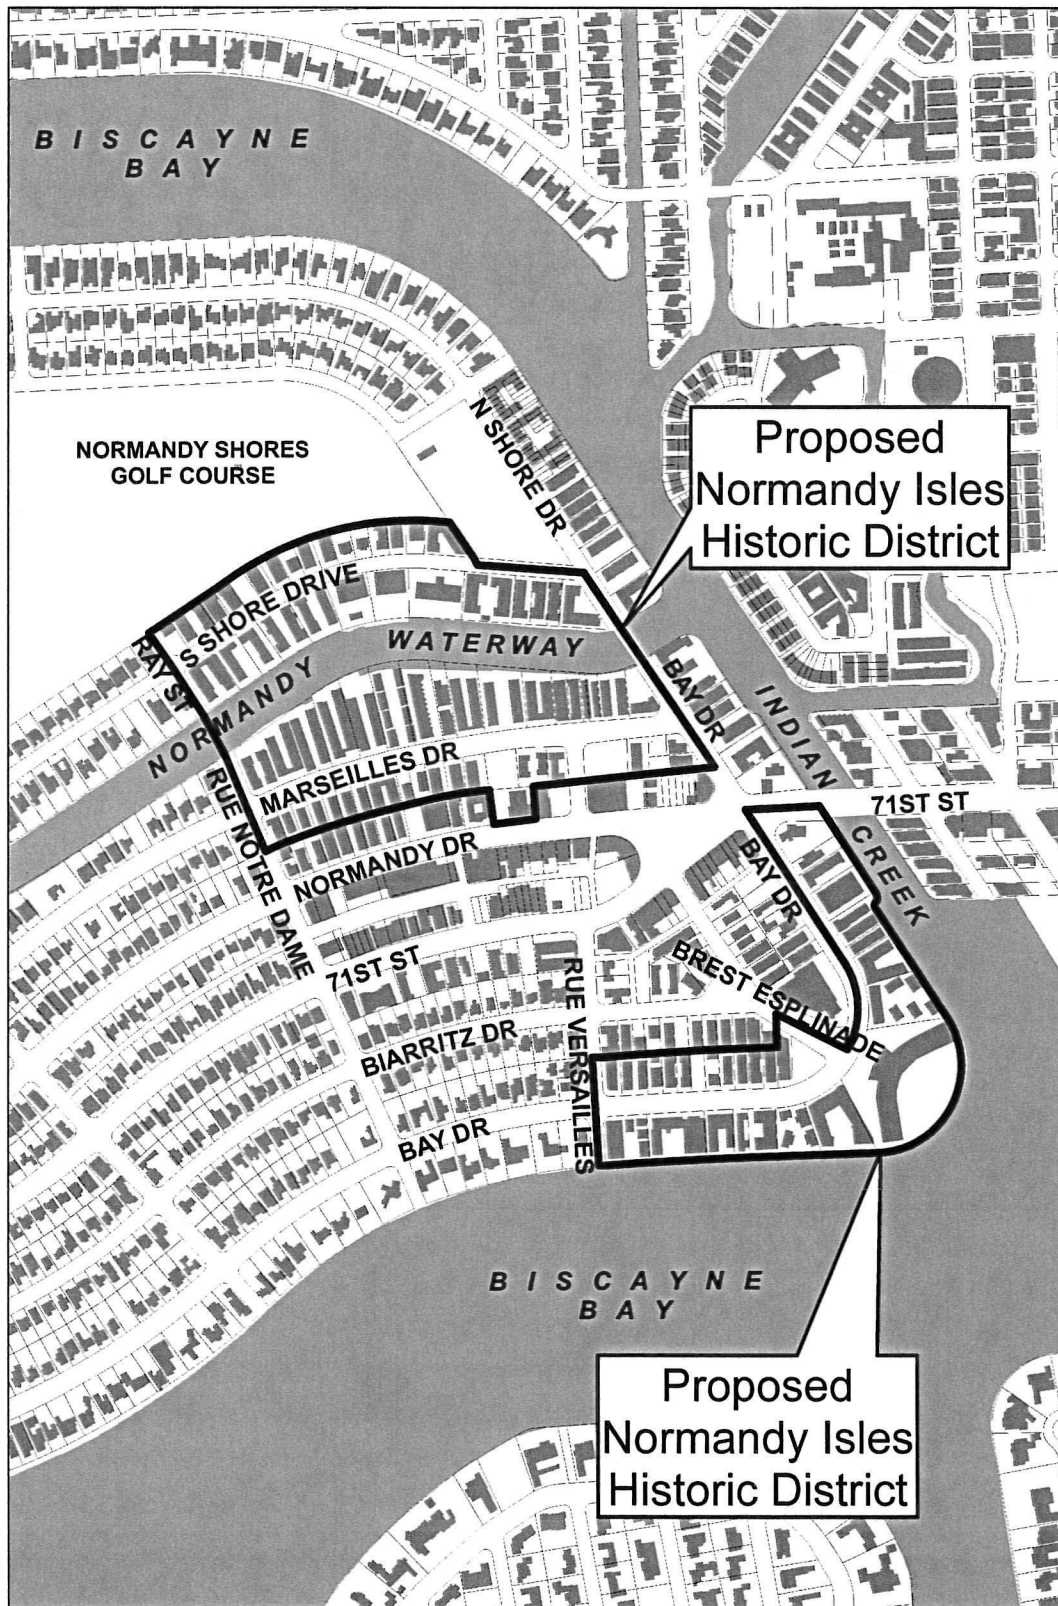 BISCAYNE
BAY
N SHORE DR
NORMANDY SHORES
GOLF COURSE
Proposed
Normandy Isles
Historic District
S SHORE DRIVE
RAY ST
NORMANDY
WATERWAY
BAY DR
INDIAN
CREEK
MARSEILLES DR
RUE NOTRE DAME
71ST ST
NORMANDY DR
BAY DR
71ST ST
BREST ESPLINADE
RUE VERSAILLES
BIARRITZ DR
BAY DR
BISCAYNE
BAY
Proposed
Normandy Isles
Historic District